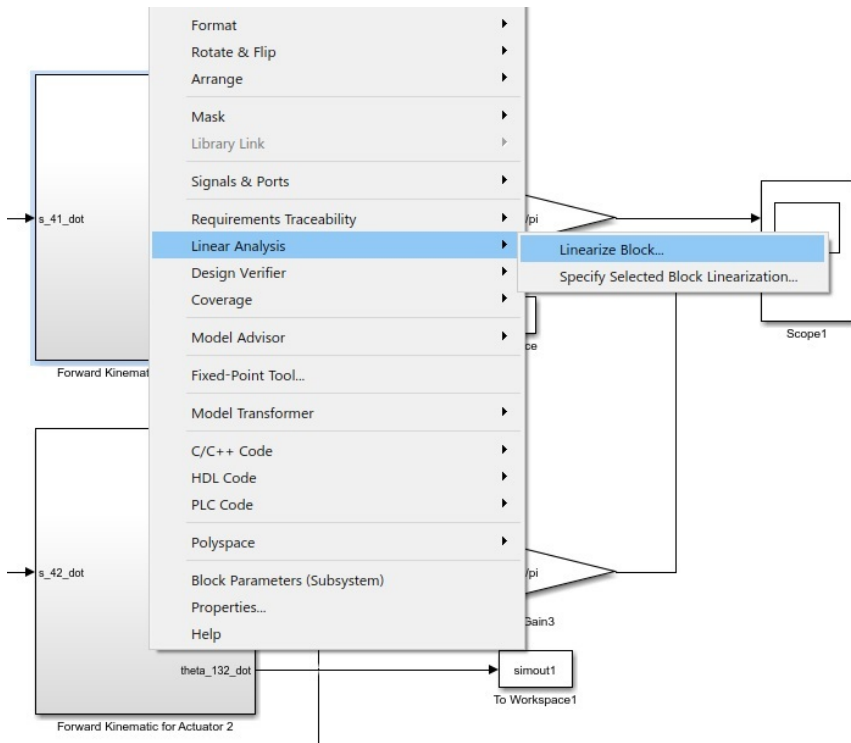 Format
Rotate & Flip
Arrange
Mask
Library Link
Signals & Ports
Requirements Traceability
Linear Analysis
Design Verifier
Coverage
Model Advisor
Fixed-Point Tool...
Model Transformer
C/C++ Code
HDL Code
PLC Code
Polyspace
Block Parameters (Subsystem)
Properties...
Help
Linearize Block...
Specify Selected Block Linearization...
s_41_dot
/pi
ce
Scope1
Forward Kinemat
s_42_dot
/pi
Gain3
theta_132_dot
simout1
To Workspace1
Forward Kinematic for Actuator 2